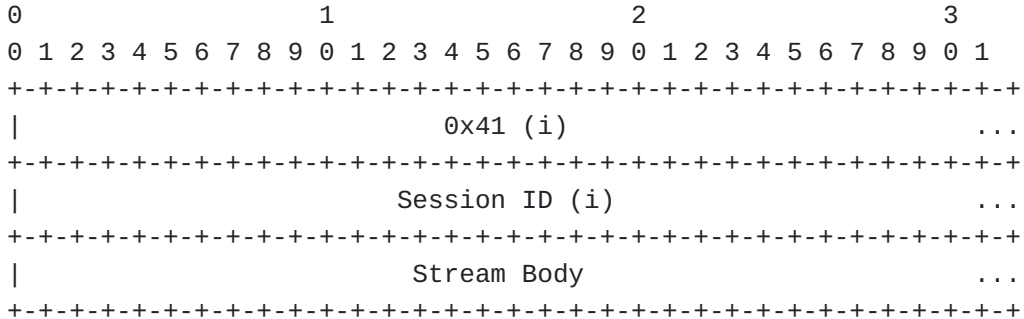 0                   1                   2                   3
0 1 2 3 4 5 6 7 8 9 0 1 2 3 4 5 6 7 8 9 0 1 2 3 4 5 6 7 8 9 0 1
+-+-+-+-+-+-+-+-+-+-+-+-+-+-+-+-+-+-+-+-+-+-+-+-+-+-+-+-+-+-+-+-+
|                           0x41 (i)                          ...
+-+-+-+-+-+-+-+-+-+-+-+-+-+-+-+-+-+-+-+-+-+-+-+-+-+-+-+-+-+-+-+-+
|                        Session ID (i)                       ...
+-+-+-+-+-+-+-+-+-+-+-+-+-+-+-+-+-+-+-+-+-+-+-+-+-+-+-+-+-+-+-+-+
|                         Stream Body                         ...
+-+-+-+-+-+-+-+-+-+-+-+-+-+-+-+-+-+-+-+-+-+-+-+-+-+-+-+-+-+-+-+-+